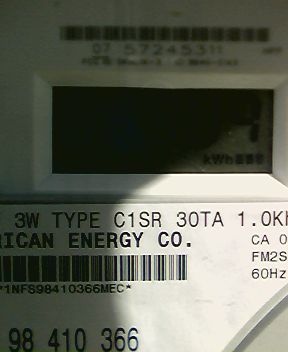 07 57245311
kWh
3W TYPE C1SR 30TA 1.0K
RICAN ENERGY CO.
CA 0
FM2S
60Hz
*1NFS98410366MEC*
98 410 366